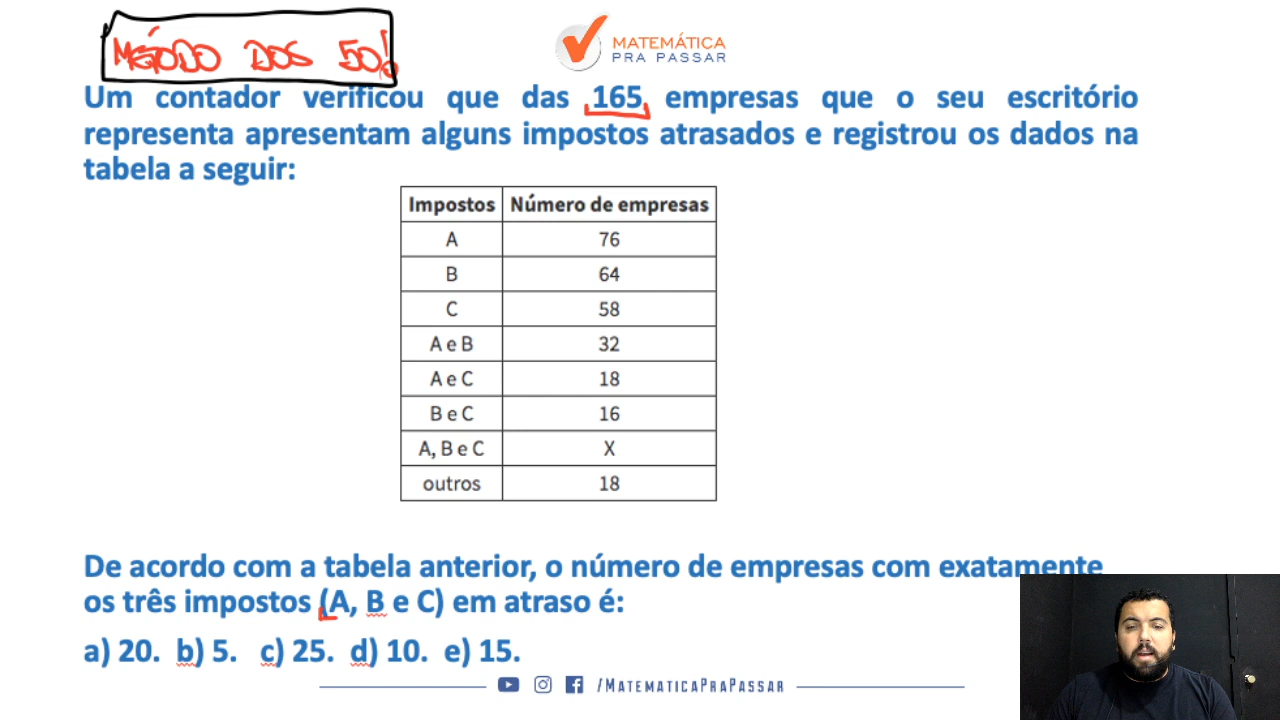 MÉTODO DOS 50!
MATEMÁTICA
PRA PASSAR
Um contador verificou que das 165, empresas que o seu escritório
representa apresentam alguns impostos atrasados e registrou os dados na
tabela a seguir:
Impostos Número de empresas
A 76
B 64
C 58
A e B 32
A e C 18
B e C 16
A, B e C X
outros 18
De acordo com a tabela anterior, o número de empresas com exatamente
os três impostos (A, B e C) em atraso é:
a) 20. b) 5. c) 25. d) 10. e) 15.
/MATEMATICAPRAPASSAR